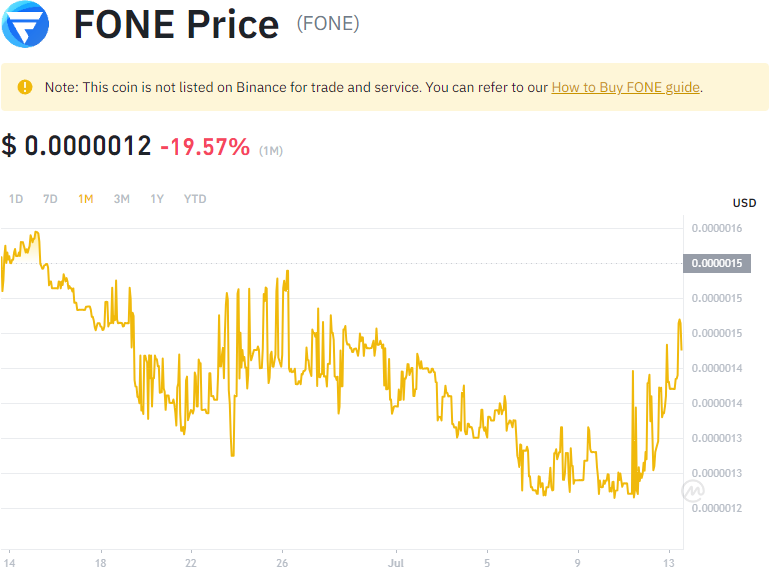 FONE Price (FONE)
Note: This coin is not listed on Binance for trade and service. You can refer to our How to Buy FONE guide.
$ 0.0000012 -19.57% (1M)
1D 7D 1M 3M 1Y YTD
USD
0.0000016
0.0000015
0.0000015
0.0000015
0.0000014
0.0000014
0.0000013
0.0000013
0.0000012
14 18 22 26 Jul 5 9 13